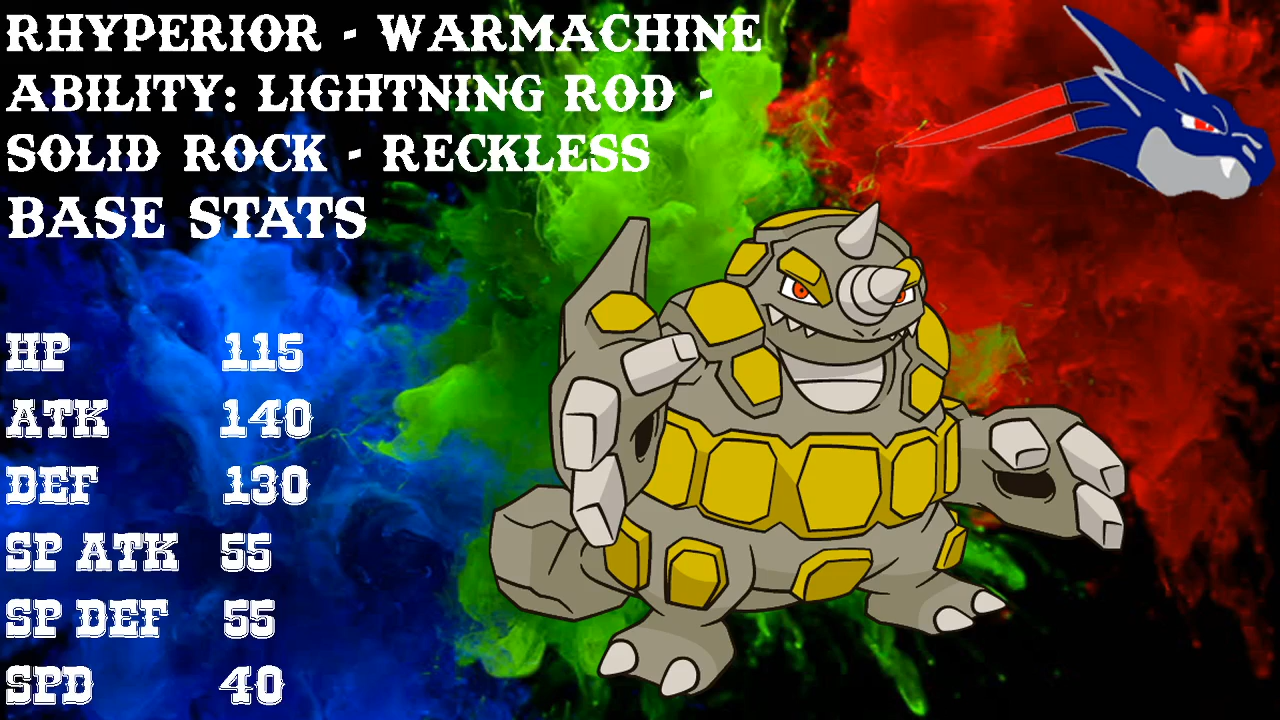 RHYPERIOR - WARMACHINE
ABILITY: LIGHTNING ROD -
SOLID ROCK - RECKLESS
BASE STATS
HP 115
ATK 140
DEF 130
SP ATK 55
SP DEF 55
SPD 40